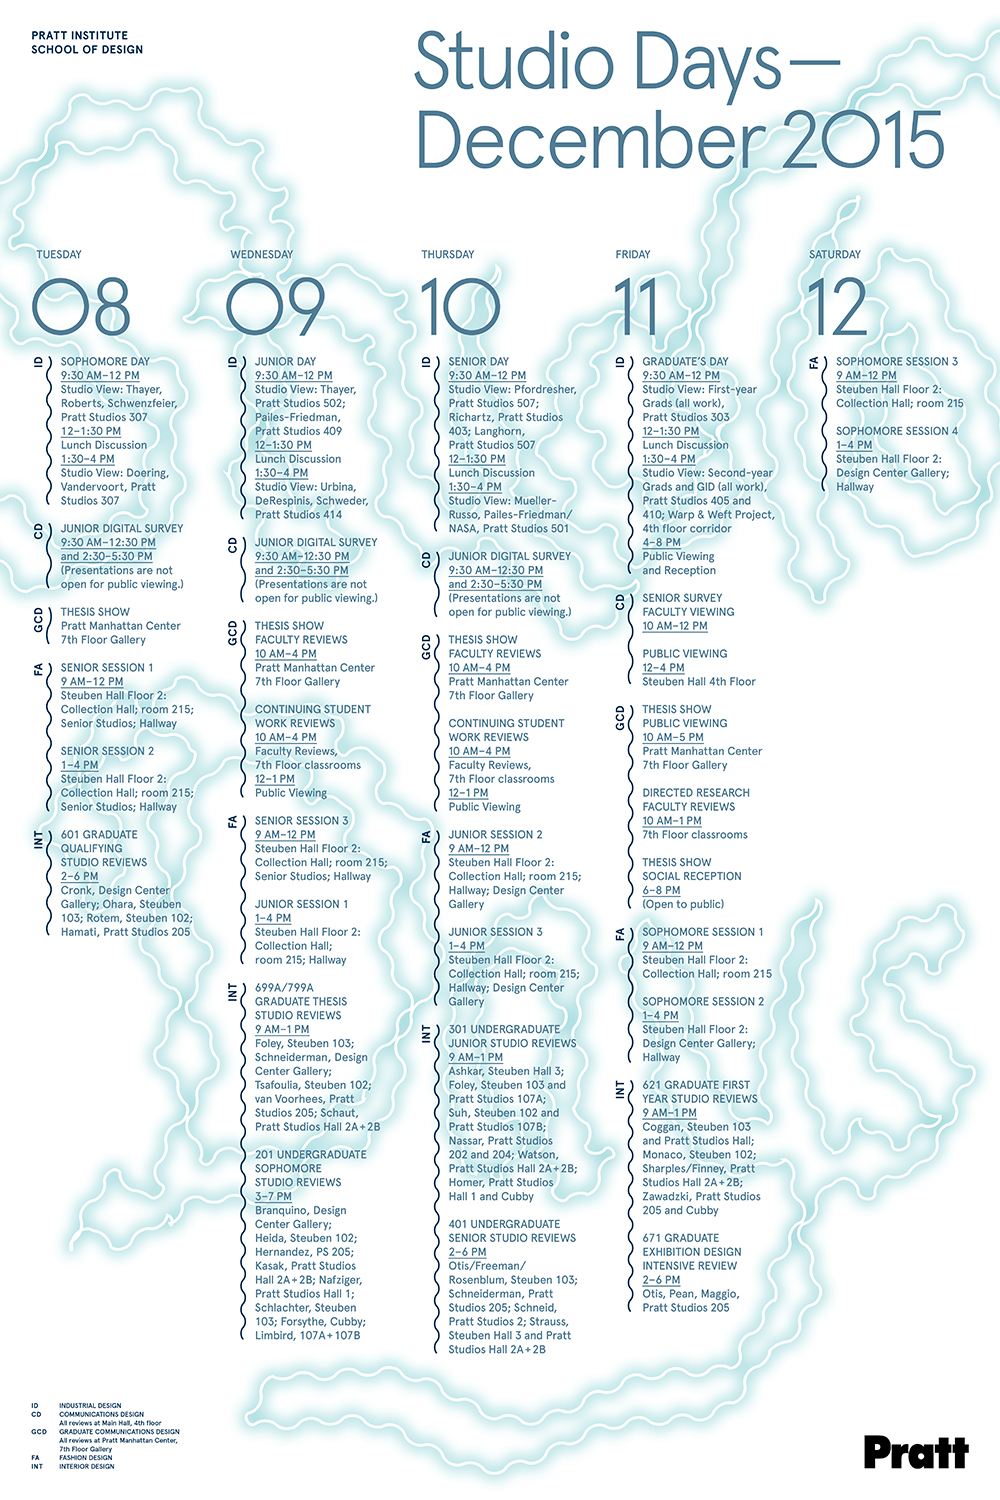 PRATT INSTITUTE
SCHOOL OF DESIGN
Studio Days—
December 2015
TUESDAY
08
ID
SOPHOMORE DAY
9:30 AM–12 PM
Studio View: Thayer,
Roberts, Schwenzfeier,
Pratt Studios 307
12–1:30 PM
Lunch Discussion
1:30–4 PM
Studio View: Doering,
Vandervoort, Pratt
Studios 307
CD
JUNIOR DIGITAL SURVEY
9:30 AM–12:30 PM
and 2:30–5:30 PM
(Presentations are not
open for public viewing.)
GCD
THESIS SHOW
Pratt Manhattan Center
7th Floor Gallery
FA
SENIOR SESSION 1
9 AM–12 PM
Steuben Hall Floor 2:
Collection Hall; room 215;
Senior Studios; Hallway
SENIOR SESSION 2
1–4 PM
Steuben Hall Floor 2:
Collection Hall; room 215;
Senior Studios; Hallway
INT
601 GRADUATE
QUALIFYING
STUDIO REVIEWS
2–6 PM
Cronk, Design Center
Gallery; Ohara, Steuben
103; Rotem, Steuben 102;
Hamati, Pratt Studios 205
WEDNESDAY
09
ID
JUNIOR DAY
9:30 AM–12 PM
Studio View: Thayer,
Pratt Studios 502;
Pailes-Friedman,
Pratt Studios 409
12–1:30 PM
Lunch Discussion
1:30–4 PM
Studio View: Urbina,
DeRespinis, Schweder,
Pratt Studios 414
CD
JUNIOR DIGITAL SURVEY
9:30 AM–12:30 PM
and 2:30–5:30 PM
(Presentations are not
open for public viewing.)
GCD
THESIS SHOW
FACULTY REVIEWS
10 AM–4 PM
Pratt Manhattan Center
7th Floor Gallery
CONTINUING STUDENT
WORK REVIEWS
10 AM–4 PM
Faculty Reviews,
7th Floor classrooms
12–1 PM
Public Viewing
FA
SENIOR SESSION 3
9 AM–12 PM
Steuben Hall Floor 2:
Collection Hall; room 215;
Senior Studios; Hallway
JUNIOR SESSION 1
1–4 PM
Steuben Hall Floor 2:
Collection Hall;
room 215; Hallway
INT
699A/799A
GRADUATE THESIS
STUDIO REVIEWS
9 AM–1 PM
Foley, Steuben 103;
Schneiderman, Design
Center Gallery;
Tsafoulia, Steuben 102;
van Voorhees, Pratt
Studios 205; Schaut,
Pratt Studios Hall 2A+2B
201 UNDERGRADUATE
SOPHOMORE
STUDIO REVIEWS
3–7 PM
Branquino, Design
Center Gallery;
Heida, Steuben 102;
Hernandez, PS 205;
Kasak, Pratt Studios
Hall 2A+2B; Nafziger,
Pratt Studios Hall 1;
Schlachter, Steuben
103; Forsythe, Cubby;
Limbird, 107A+107B
THURSDAY
10
ID
SENIOR DAY
9:30 AM–12 PM
Studio View: Pfordresher,
Pratt Studios 507;
Richartz, Pratt Studios
403; Langhorn,
Pratt Studios 507
12–1:30 PM
Lunch Discussion
1:30–4 PM
Studio View: Mueller-
Russo, Pailes-Friedman/
NASA, Pratt Studios 501
CD
JUNIOR DIGITAL SURVEY
9:30 AM–12:30 PM
and 2:30–5:30 PM
(Presentations are not
open for public viewing.)
GCD
THESIS SHOW
FACULTY REVIEWS
10 AM–4 PM
Pratt Manhattan Center
7th Floor Gallery
CONTINUING STUDENT
WORK REVIEWS
10 AM–4 PM
Faculty Reviews,
7th Floor classrooms
12–1 PM
Public Viewing
FA
JUNIOR SESSION 2
9 AM–12 PM
Steuben Hall Floor 2:
Collection Hall; room 215;
Hallway; Design Center
Gallery
JUNIOR SESSION 3
1–4 PM
Steuben Hall Floor 2:
Collection Hall; room 215;
Hallway; Design Center
Gallery
INT
301 UNDERGRADUATE
JUNIOR STUDIO REVIEWS
9 AM–1 PM
Ashkar, Steuben Hall 3;
Foley, Steuben 103 and
Pratt Studios 107A;
Suh, Steuben 102 and
Pratt Studios 107B;
Nassar, Pratt Studios
202 and 204; Watson,
Pratt Studios Hall 2A+2B;
Homer, Pratt Studios
Hall 1 and Cubby
401 UNDERGRADUATE
SENIOR STUDIO REVIEWS
2–6 PM
Otis/Freeman/
Rosenblum, Steuben 103;
Schneiderman, Pratt
Studios 205; Schneid,
Pratt Studios 2; Strauss,
Steuben Hall 3 and Pratt
Studios Hall 2A+2B
FRIDAY
11
ID
GRADUATE'S DAY
9:30 AM–12 PM
Studio View: First-year
Grads (all work),
Pratt Studios 303
12–1:30 PM
Lunch Discussion
1:30–4 PM
Studio View: Second-year
Grads and GID (all work),
Pratt Studios 405 and
410; Warp & Weft Project,
4th floor corridor
4–8 PM
Public Viewing
and Reception
CD
SENIOR SURVEY
FACULTY VIEWING
10 AM–12 PM
PUBLIC VIEWING
12–4 PM
Steuben Hall 4th Floor
GCD
THESIS SHOW
PUBLIC VIEWING
10 AM–5 PM
Pratt Manhattan Center
7th Floor Gallery
DIRECTED RESEARCH
FACULTY REVIEWS
10 AM–1 PM
7th Floor classrooms
THESIS SHOW
SOCIAL RECEPTION
6–8 PM
(Open to public)
FA
SOPHOMORE SESSION 1
9 AM–12 PM
Steuben Hall Floor 2:
Collection Hall; room 215
SOPHOMORE SESSION 2
1–4 PM
Steuben Hall Floor 2:
Design Center Gallery;
Hallway
INT
621 GRADUATE FIRST
YEAR STUDIO REVIEWS
9 AM–1 PM
Coggan, Steuben 103
and Pratt Studios Hall;
Monaco, Steuben 102;
Sharples/Finney, Pratt
Studios Hall 2A+2B;
Zawadzki, Pratt Studios
205 and Cubby
671 GRADUATE
EXHIBITION DESIGN
INTENSIVE REVIEW
2–6 PM
Otis, Pean, Maggio,
Pratt Studios 205
SATURDAY
12
FA
SOPHOMORE SESSION 3
9 AM–12 PM
Steuben Hall Floor 2:
Collection Hall; room 215
SOPHOMORE SESSION 4
1–4 PM
Steuben Hall Floor 2:
Design Center Gallery;
Hallway
ID INDUSTRIAL DESIGN
CD COMMUNICATIONS DESIGN
All reviews at Main Hall, 4th floor
GCD GRADUATE COMMUNICATIONS DESIGN
All reviews at Pratt Manhattan Center,
7th Floor Gallery
FA FASHION DESIGN
INT INTERIOR DESIGN
Pratt